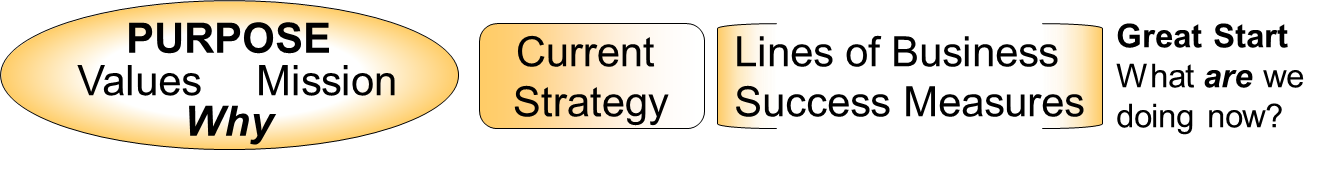 PURPOSE
Values Mission
Why
Current
Strategy
Lines of Business
Success Measures
Great Start
What are we
doing now?